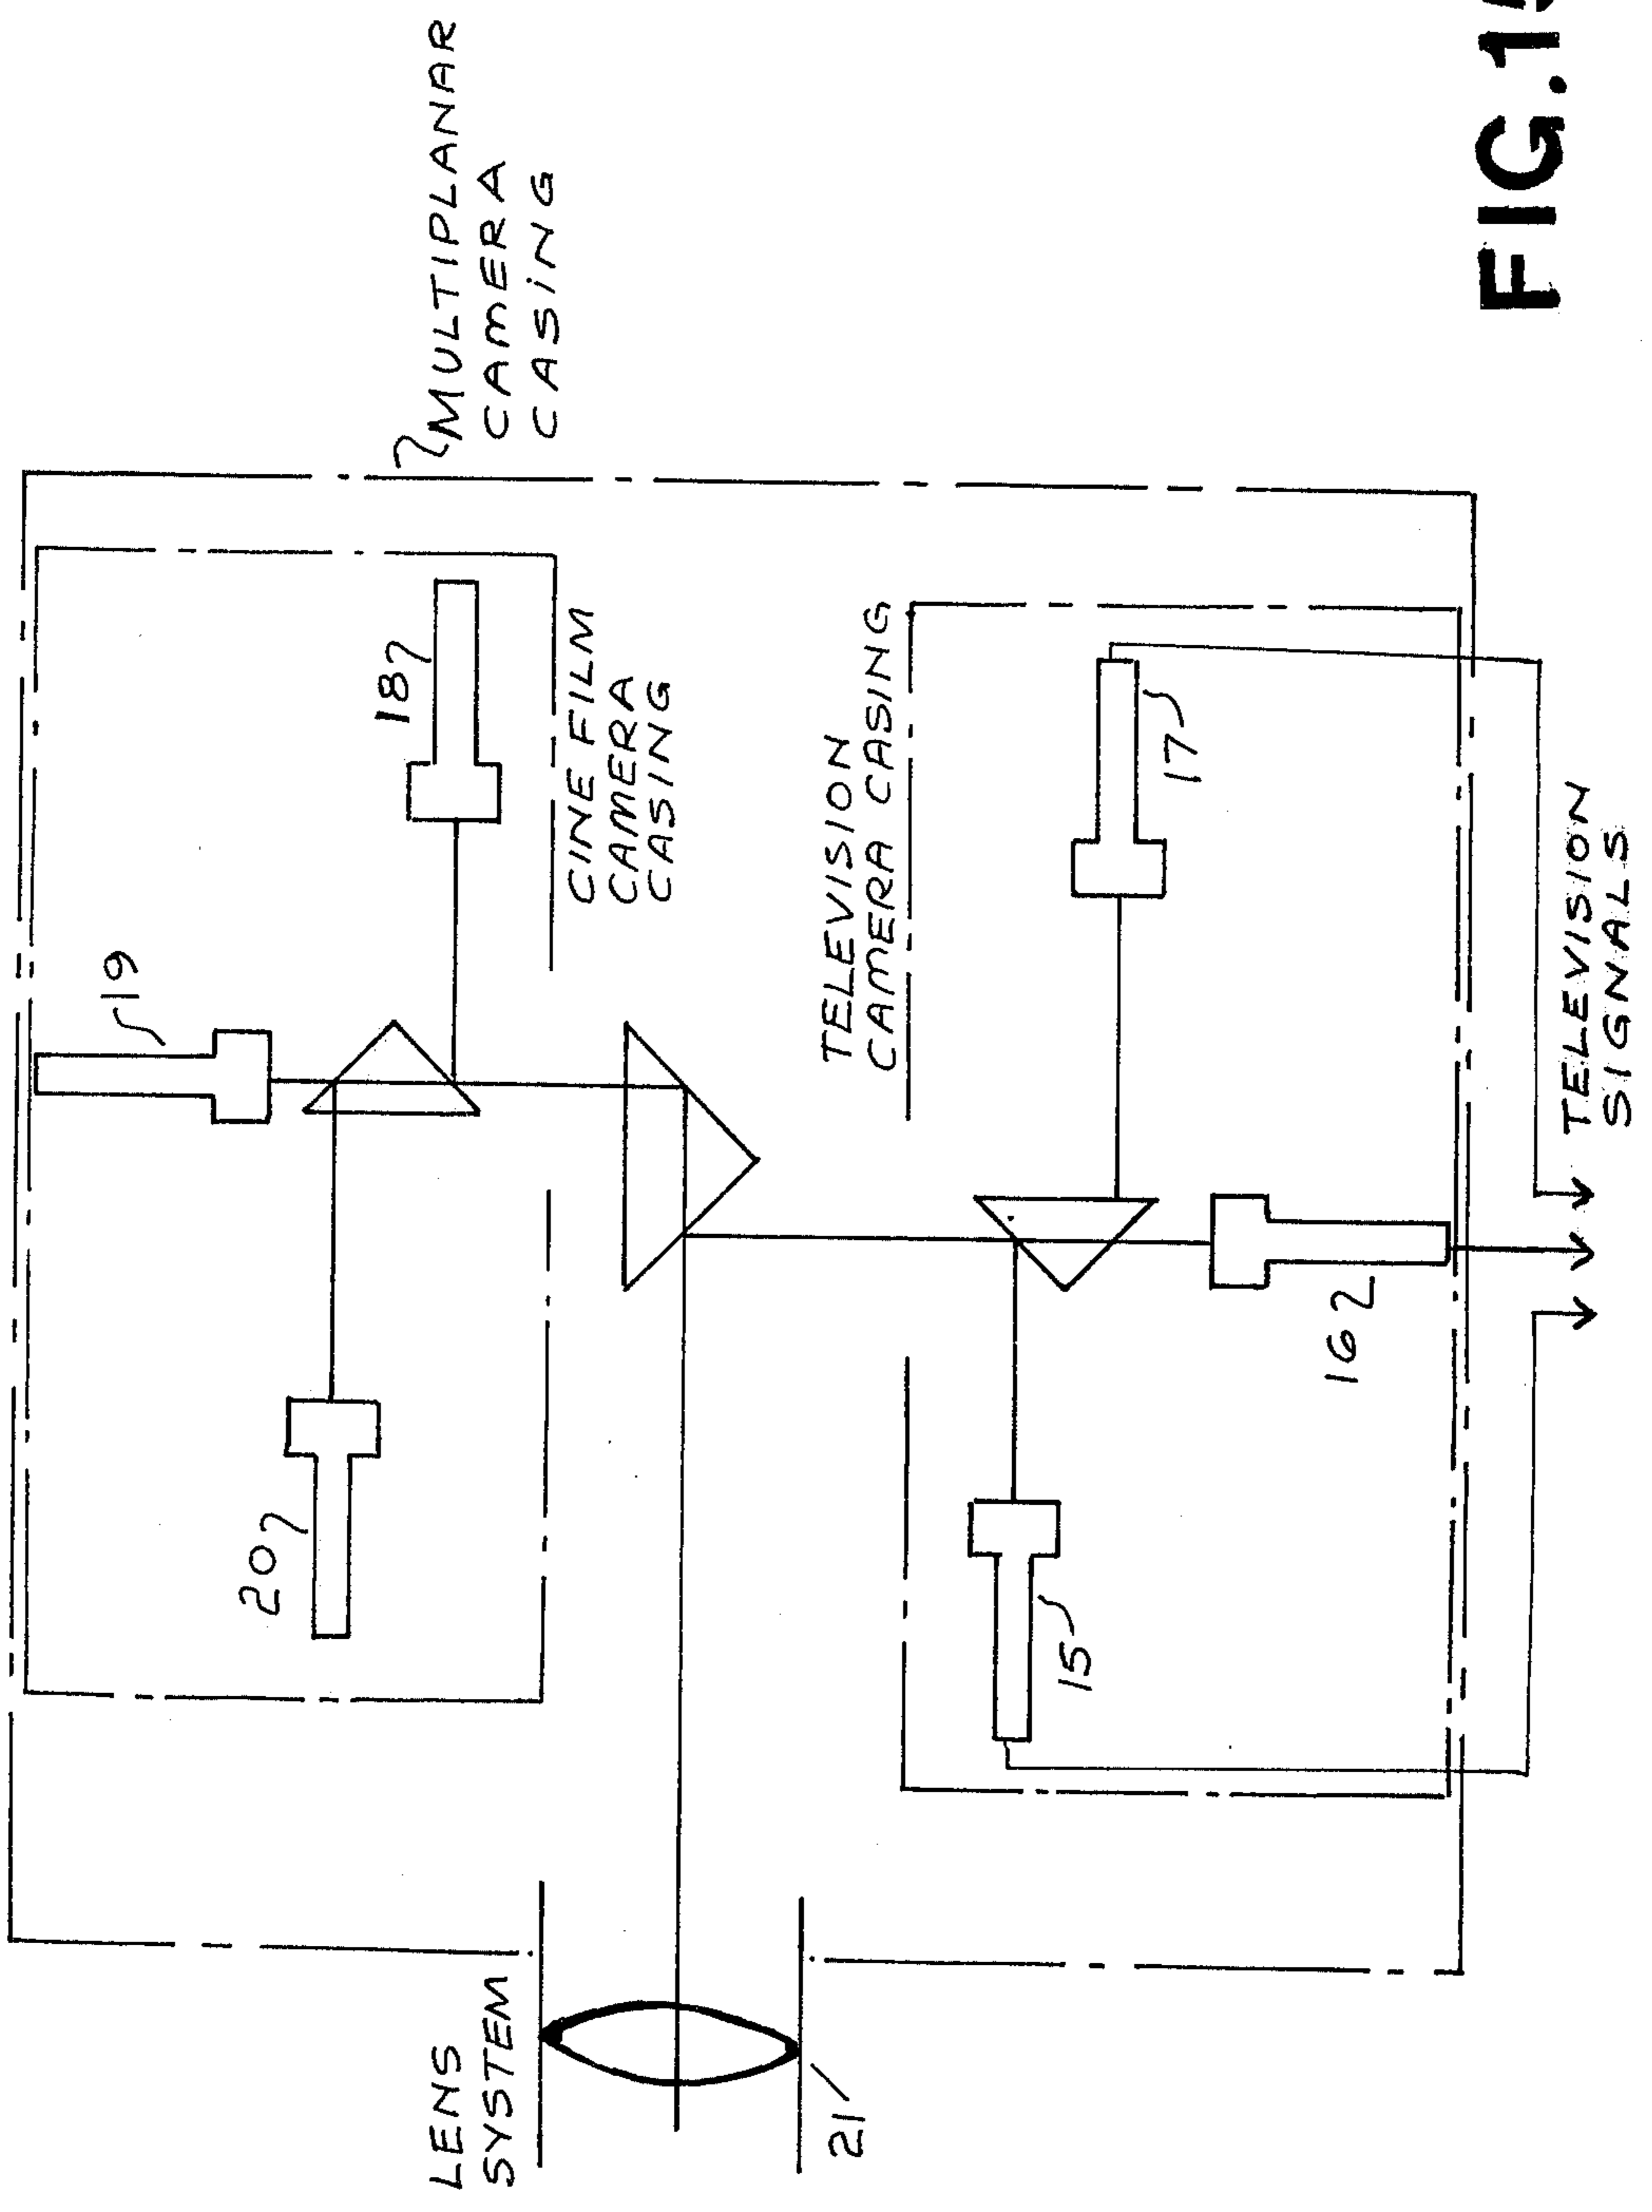 19
20
18
MULTIPLANAR
CAMERA
CASING
LENS
SYSTEM
CINE FILM
CAMERA
CASING
TELEVISION
CAMERA CASING
21
15
17
16
TELEVISION
SIGNALS
FIG.15